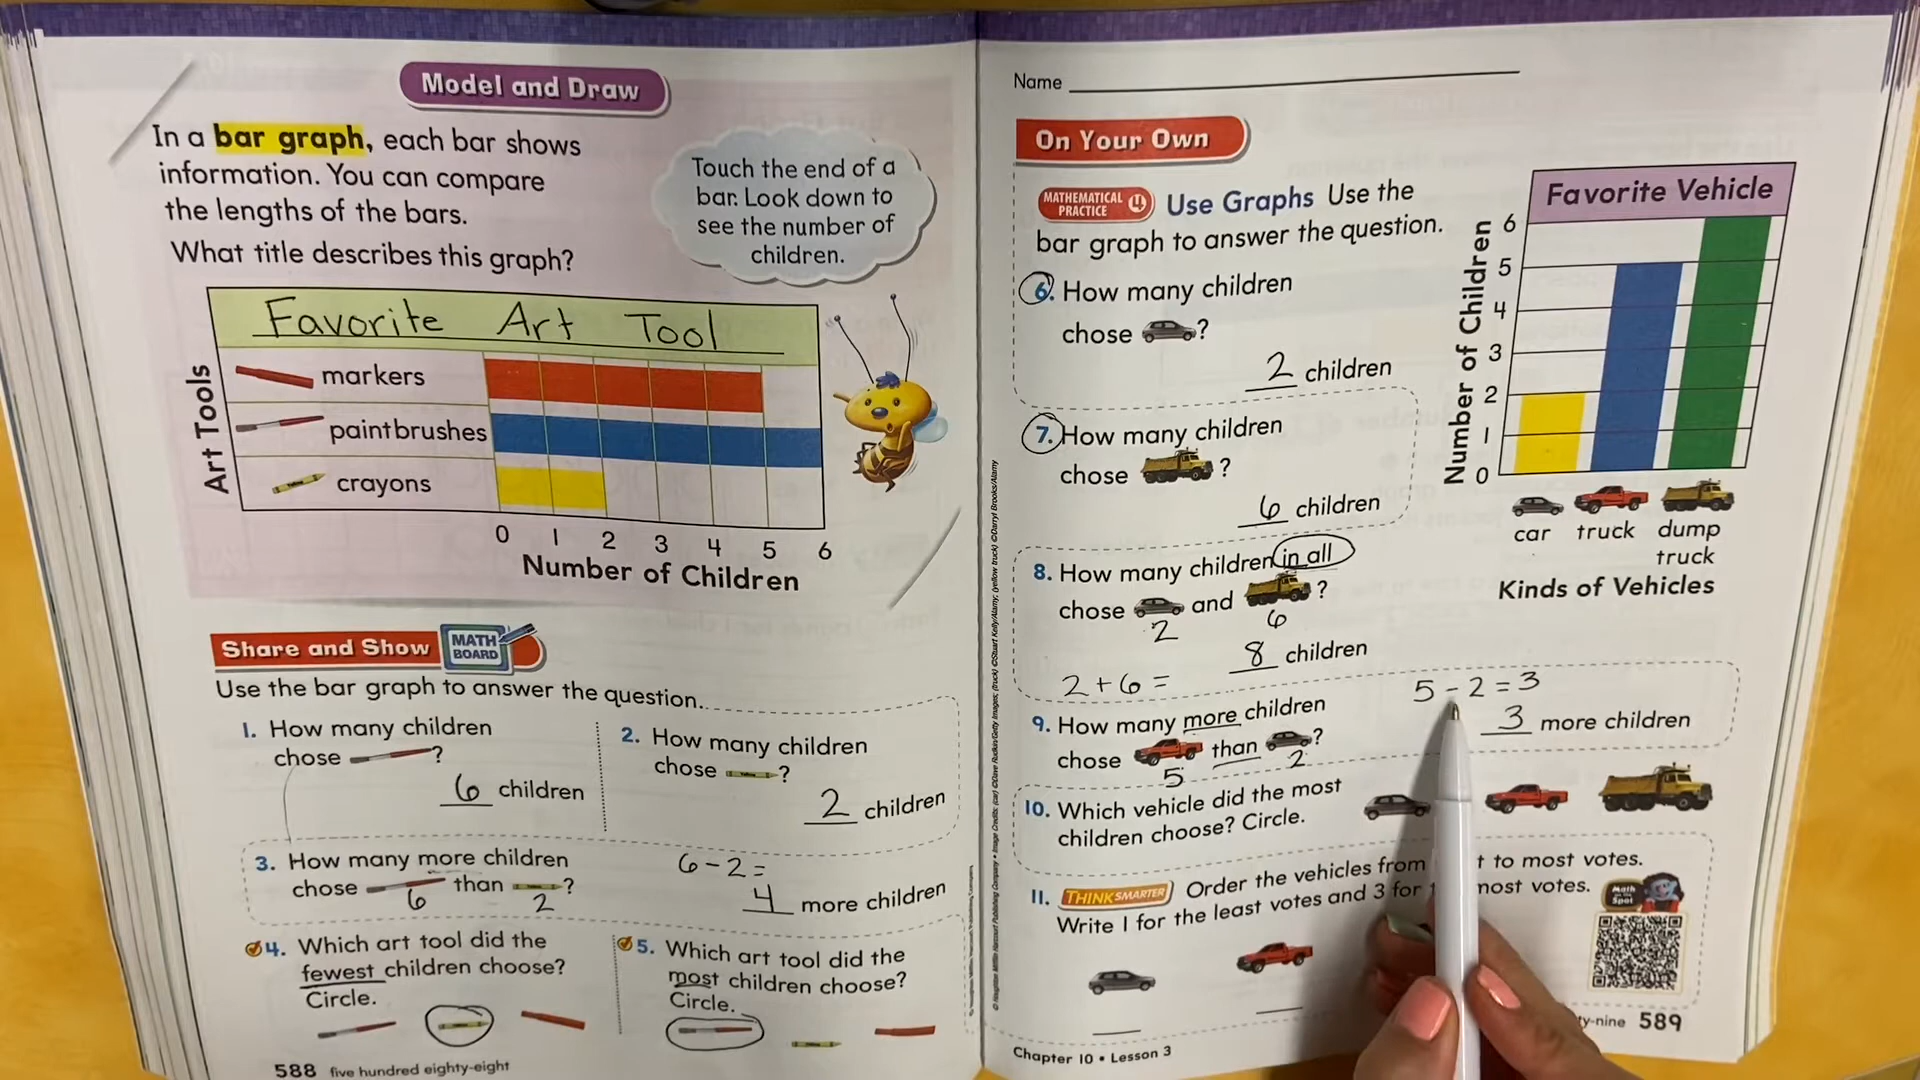 Model and Draw
In a bar graph, each bar shows
information. You can compare
the lengths of the bars.
What title describes this graph?
Touch the end of a
bar. Look down to
see the number of
children.
Favorite Art Tool
Art Tools
markers
paintbrushes
crayons
0 1 2 3 4 5 6
Number of Children
Share and Show
MATH
BOARD
Use the bar graph to answer the question.
1. How many children
chose ?
6 children
2. How many children
chose ?
2 children
3. How many more children
chose than ?
6 2
6 - 2 =
4 more children
4. Which art tool did the
fewest children choose?
Circle.
5. Which art tool did the
most children choose?
Circle.
588 five hundred eighty-eight
Name
On Your Own
MATHEMATICAL
PRACTICE 4
Use Graphs Use the
bar graph to answer the question.
6. How many children
chose ?
2 children
7. How many children
chose ?
6 children
8. How many children in all
chose and ?
2 6
8 children
2 + 6 =
9. How many more children
chose than ?
5 2
5 - 2 = 3
3 more children
10. Which vehicle did the most
children choose? Circle.
11. THINK SMARTER Order the vehicles from to most votes.
Write 1 for the least votes and 3 for most votes.
Math
on the
Spot
Favorite Vehicle
Number of Children
6
5
4
3
2
1
0
car truck dump
truck
Kinds of Vehicles
Chapter 10 • Lesson 3
ty-nine 589